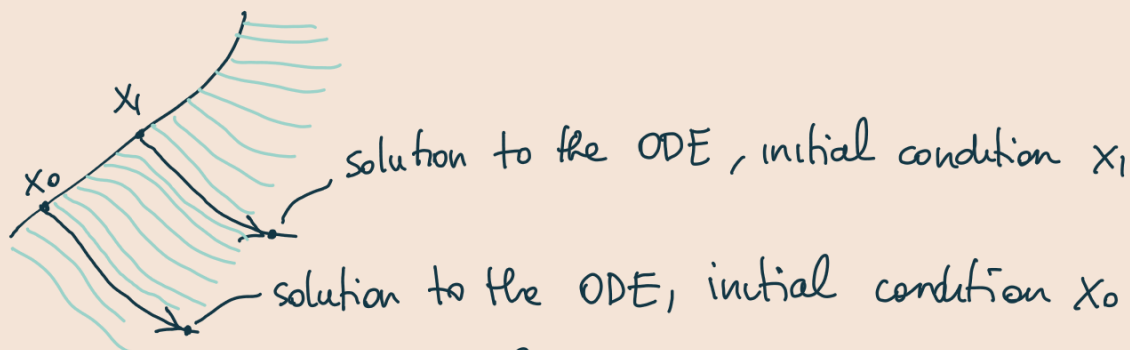 X₁
solution to the ODE, initial condition X₁
X₀
solution to the ODE, initial condition X₀